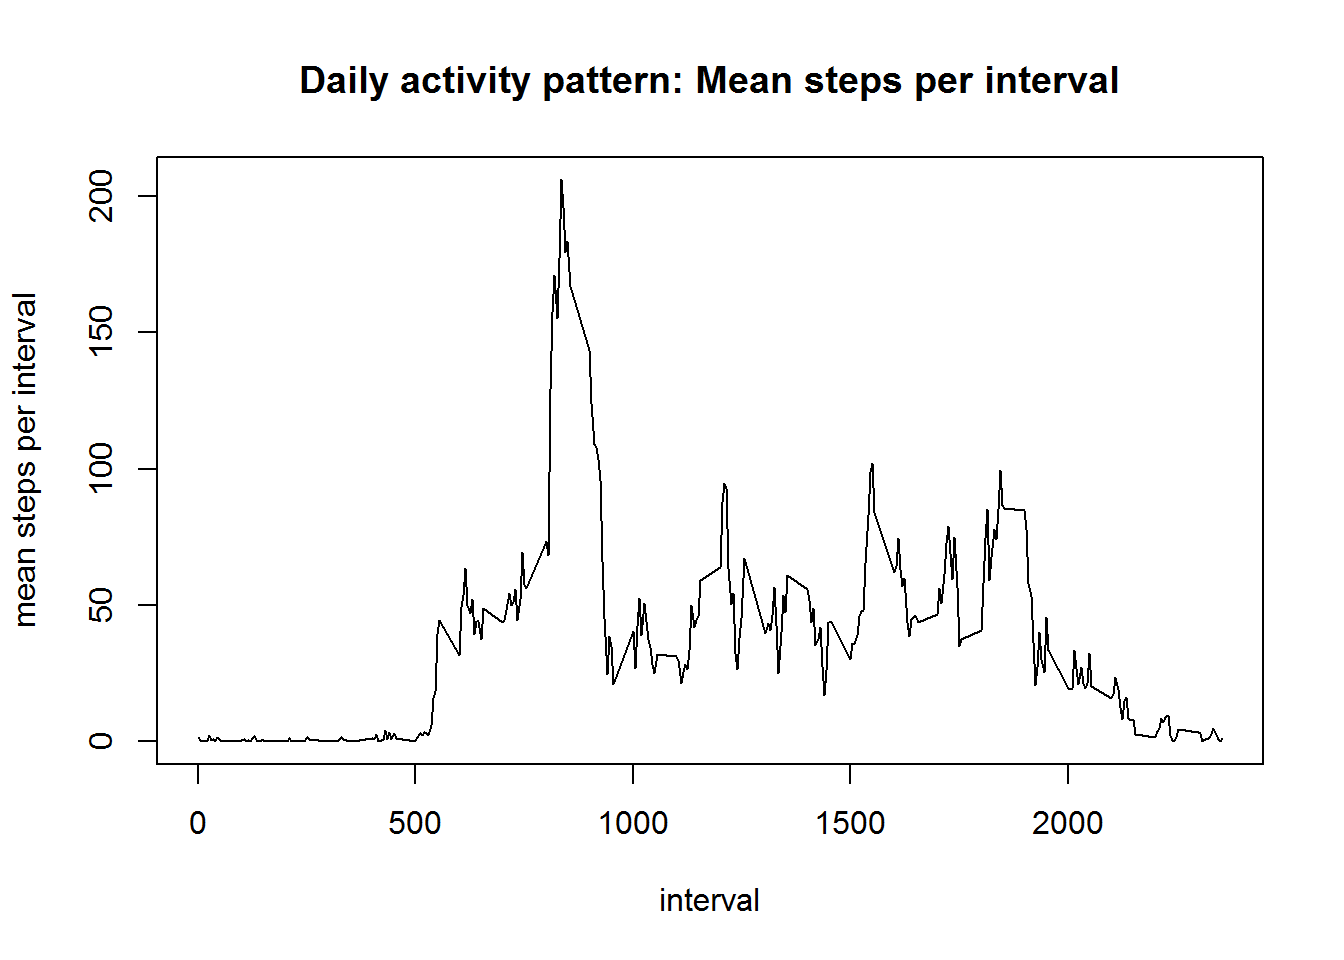 Daily activity pattern: Mean steps per interval
mean steps per interval
200
150
100
50
0
0 500 1000 1500 2000
interval